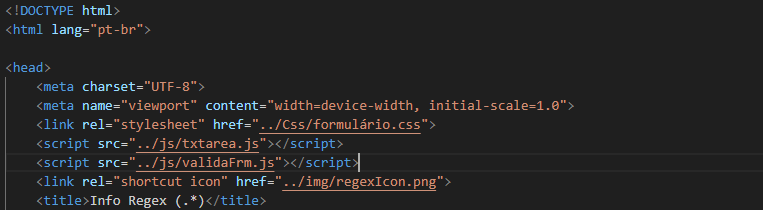 <!DOCTYPE html>
<html lang="pt-br">
<head>
<meta charset="UTF-8">
<meta name="viewport" content="width=device-width, initial-scale=1.0">
<link rel="stylesheet" href="../Css/formulário.css">
<script src="../js/txtarea.js"></script>
<script src="../js/validaFrm.js"></script>
<link rel="shortcut icon" href="../img/regexIcon.png">
<title>Info Regex (.*)</title>